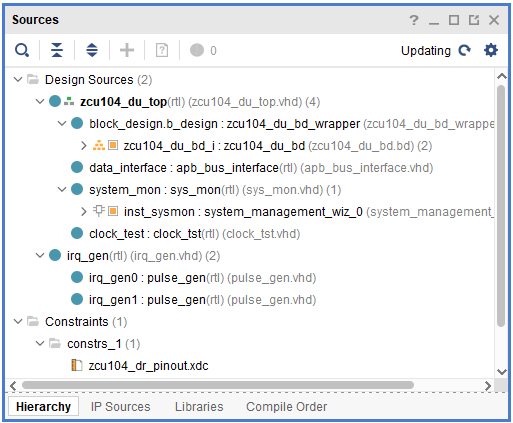 Sources
0
Updating
Design Sources (2)
zcu104_du_top(rtl) (zcu104_du_top.vhd) (4)
block_design.b_design : zcu104_du_bd_wrapper (zcu104_du_bd_wrappe
zcu104_du_bd_i : zcu104_du_bd (zcu104_du_bd.bd) (2)
data_interface : apb_bus_interface(rtl) (apb_bus_interface.vhd)
system_mon : sys_mon(rtl) (sys_mon.vhd) (1)
inst_sysmon : system_management_wiz_0 (system_management_
clock_test : clock_tst(rtl) (clock_tst.vhd)
irq_gen(rtl) (irq_gen.vhd) (2)
irq_gen0 : pulse_gen(rtl) (pulse_gen.vhd)
irq_gen1 : pulse_gen(rtl) (pulse_gen.vhd)
Constraints (1)
constrs_1 (1)
zcu104_dr_pinout.xdc
Hierarchy IP Sources Libraries Compile Order